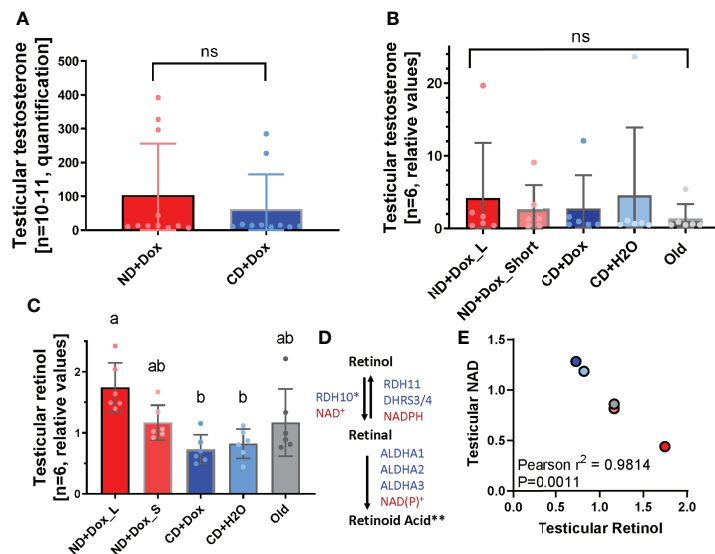 A
ns
Testicular testosterone
[n=10-11, quantification]
500
400
300
200
100
0
ND+Dox
CD+Dox
B
ns
Testicular testosterone
[n=6, relative values]
20
10
0
ND+Dox_L
ND+Dox_Short
CD+Dox
CD+H2O
Old
C
Testicular retinol
[n=6, relative values]
2
1
0
a
ab
b
b
ab
ND+Dox_L
ND+Dox_S
CD+Dox
CD+H2O
Old
D
Retinol
RDH10*
NAD+
RDH11
DHRS3/4
NADPH
Retinal
ALDHA1
ALDHA2
ALDHA3
NAD(P)+
Retinoid Acid**
E
Testicular NAD
1.5
1.0
0.5
0.0
Pearson r2 = 0.9814
P=0.0011
0.0 0.5 1.0 1.5 2.0
Testicular Retinol